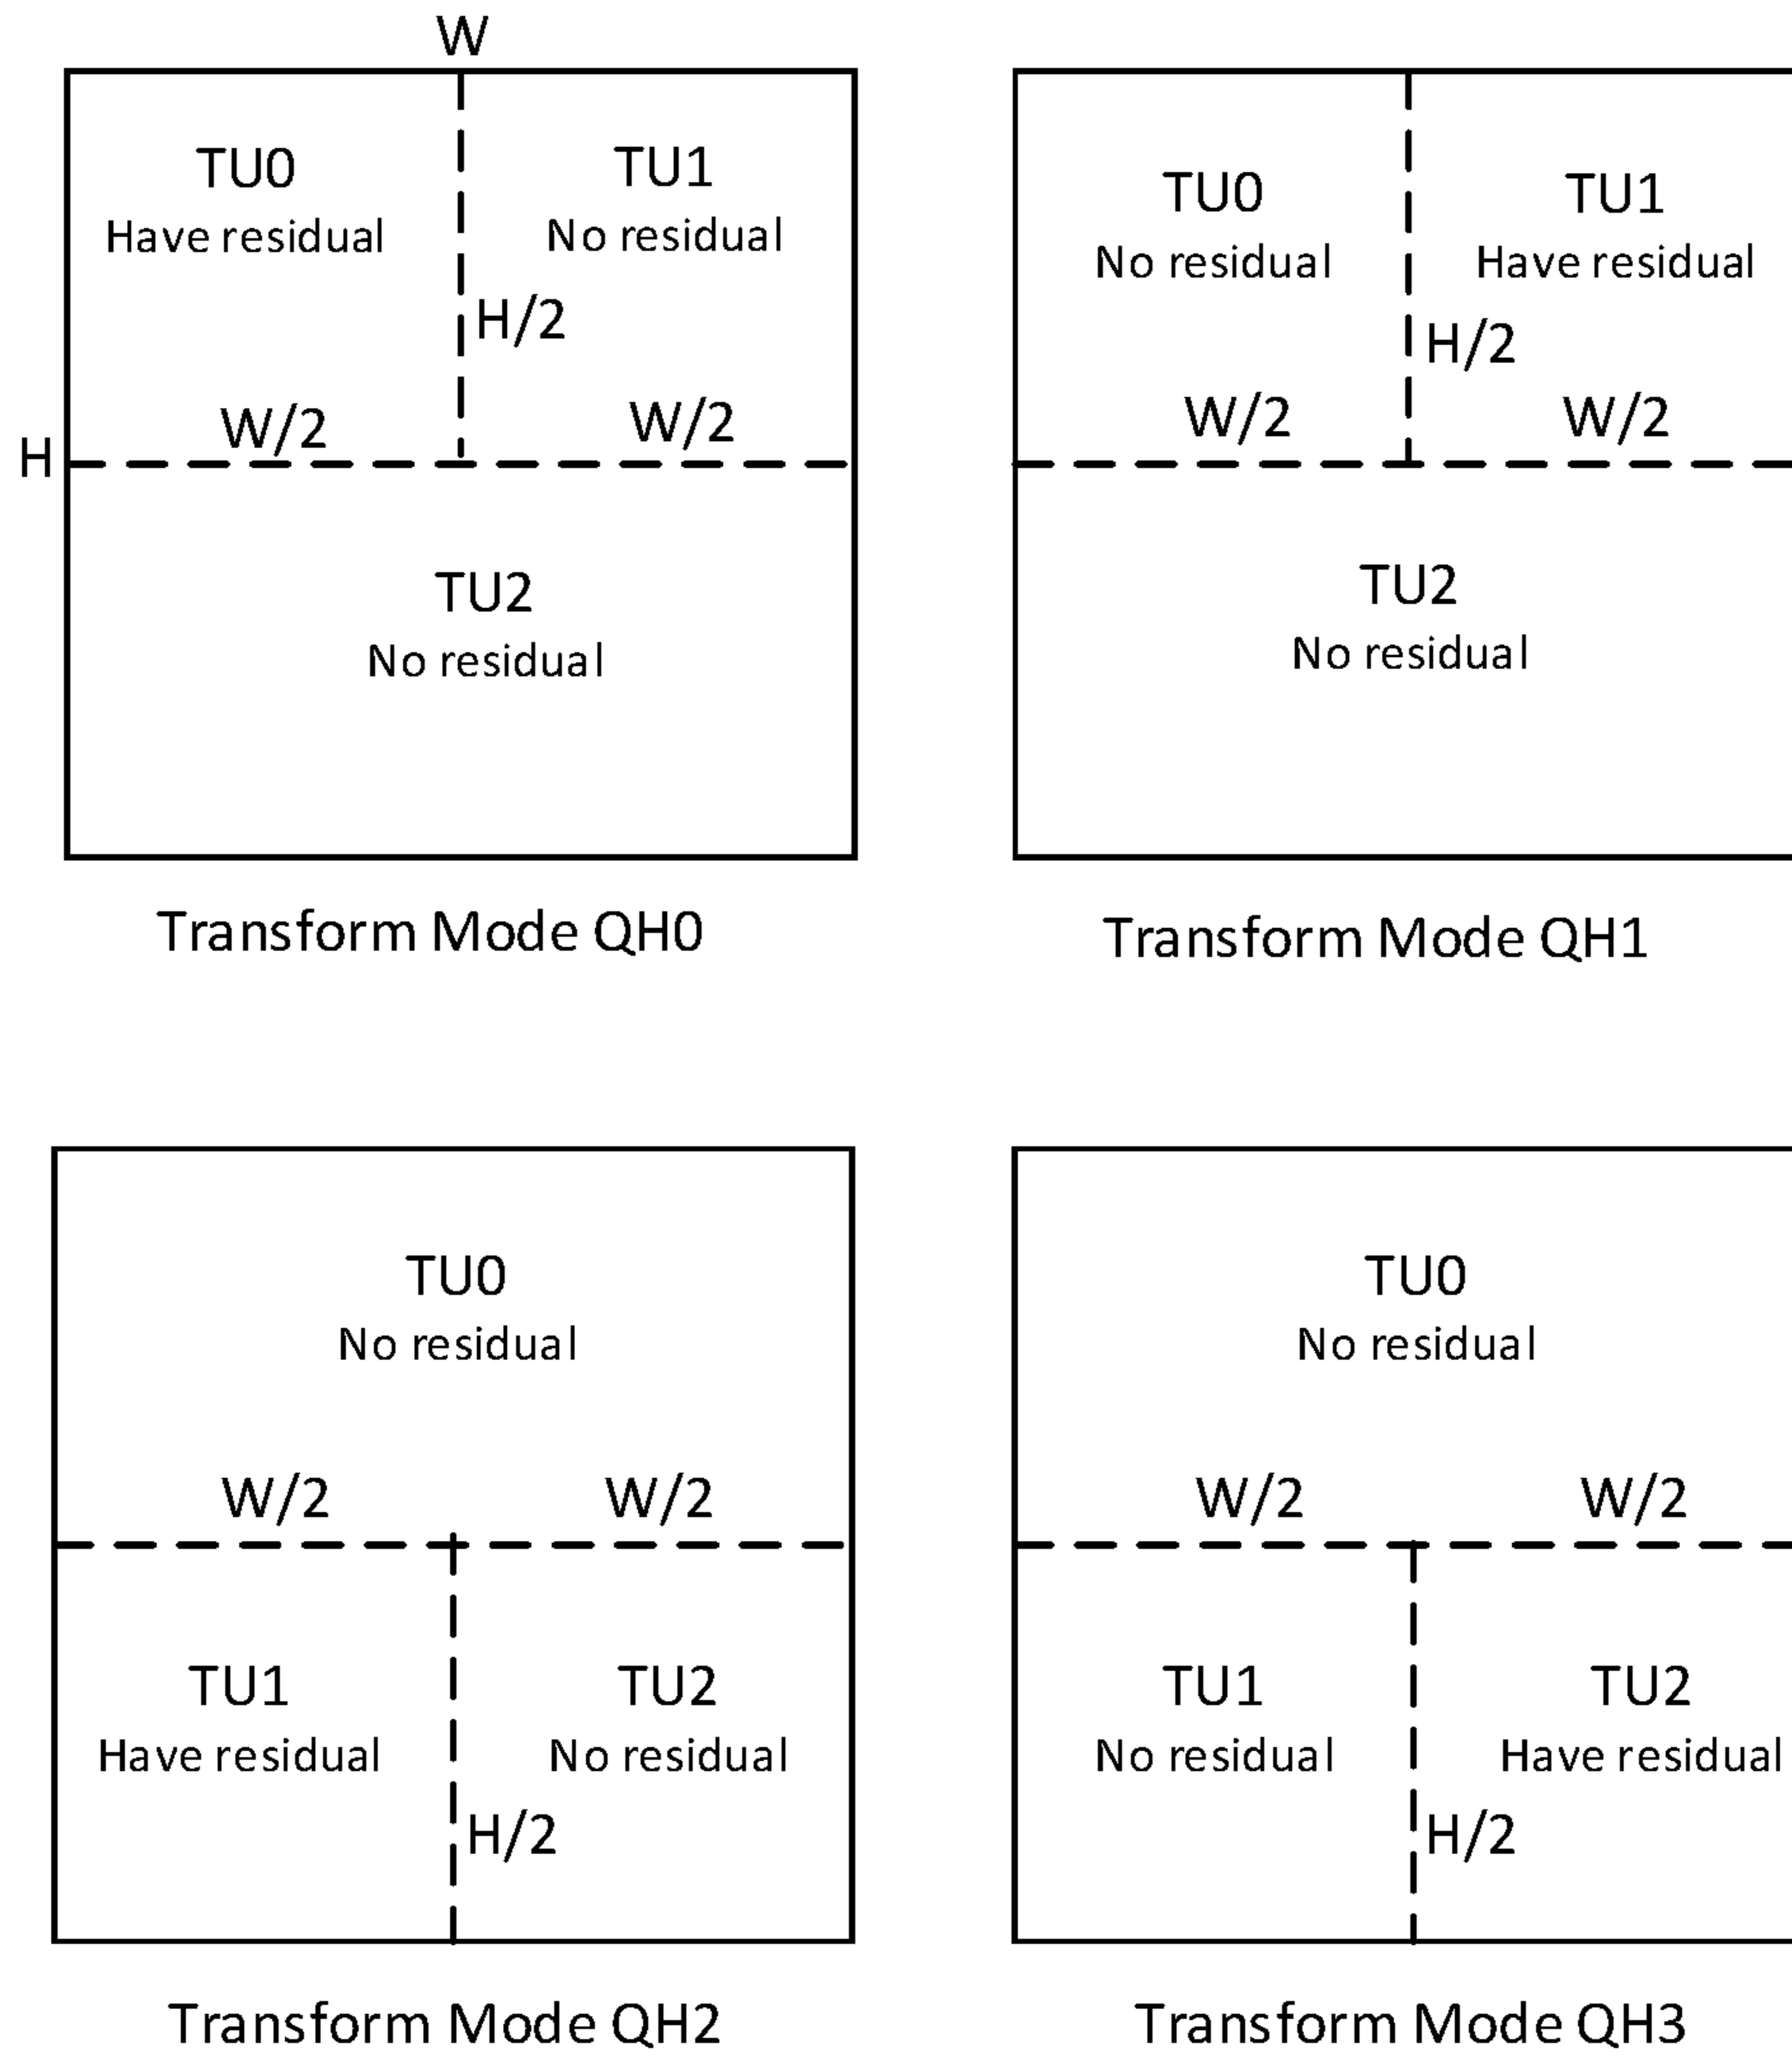 W
TU0
Have residual
TU1
No residual
H/2
W/2
W/2
H
TU2
No residual
Transform Mode QH0
TU0
No residual
TU1
Have residual
H/2
W/2
W/2
TU2
No residual
Transform Mode QH1
TU0
No residual
W/2
W/2
TU1
Have residual
TU2
No residual
H/2
Transform Mode QH2
TU0
No residual
W/2
W/2
TU1
No residual
TU2
Have residual
H/2
Transform Mode QH3